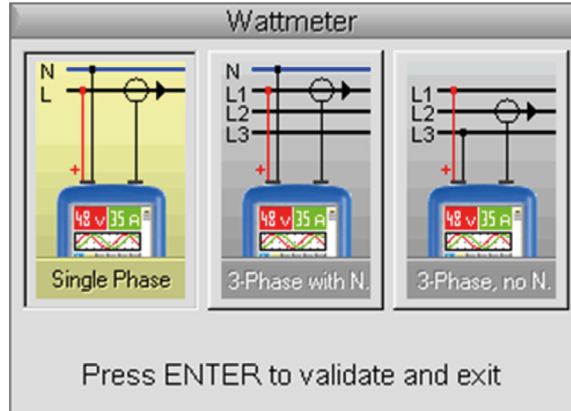 Wattmeter
N
L
+
48 V 35 A
Single Phase
N
L1
L2
L3
+
48 V 35 A
3-Phase with N.
L1
L2
L3
+
48 V 35 A
3-Phase, no N.
Press ENTER to validate and exit